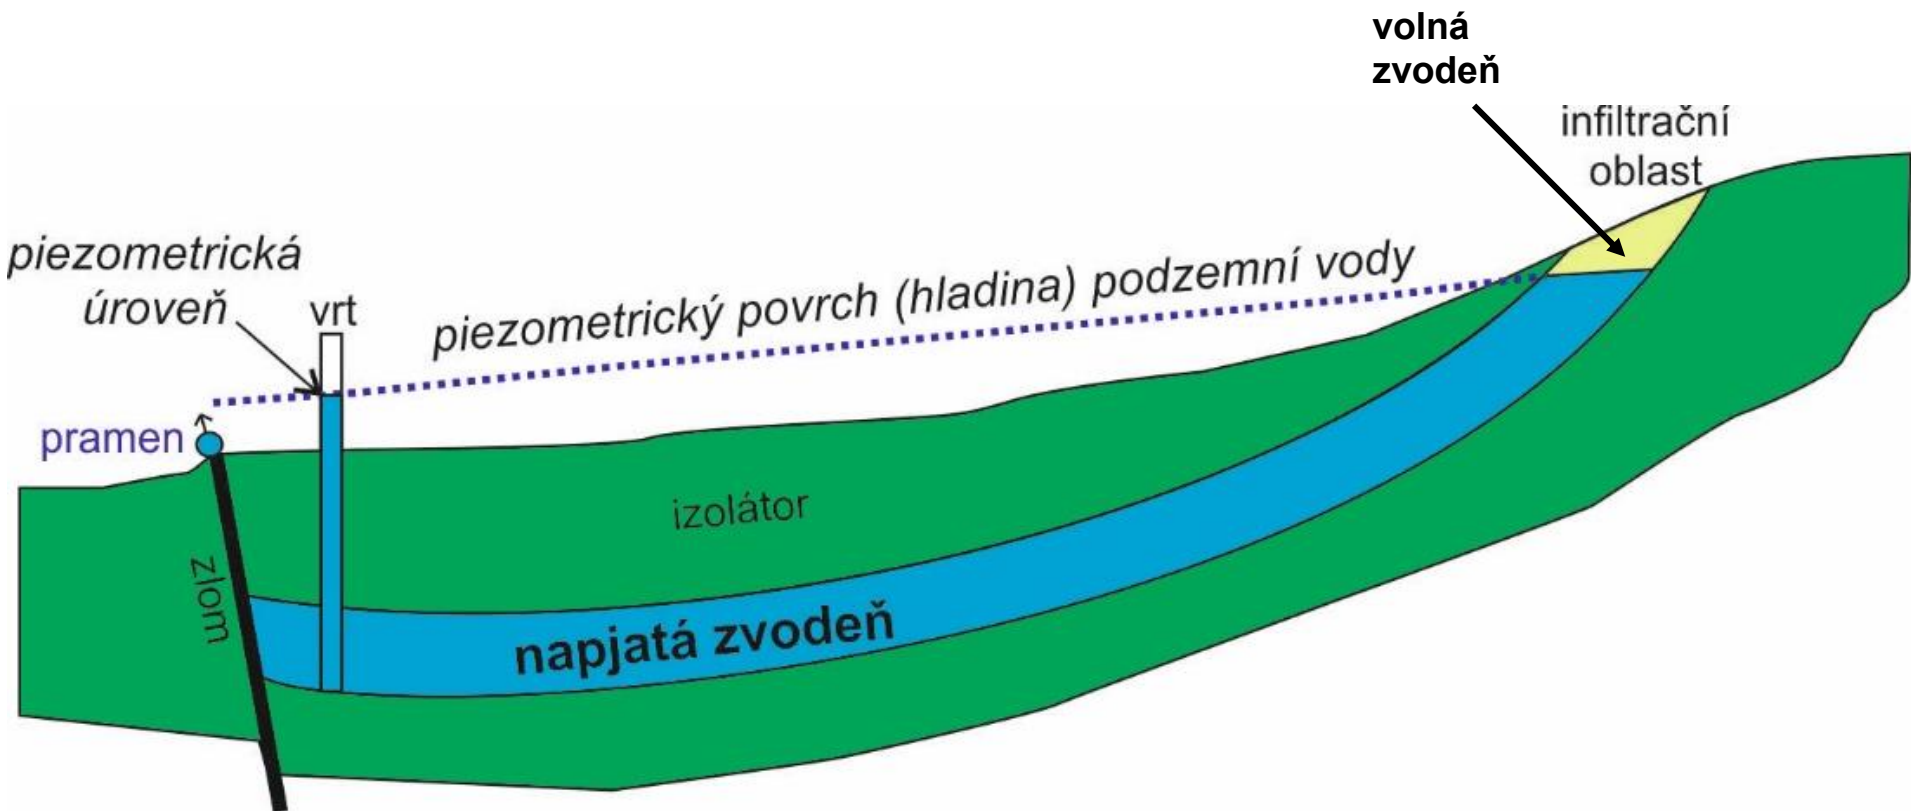 volná
zvodeň
infiltrační
oblast
piezometrická
úroveň
vrt
piezometrický povrch (hladina) podzemní vody
pramen
izolátor
zlom
napjatá zvodeň